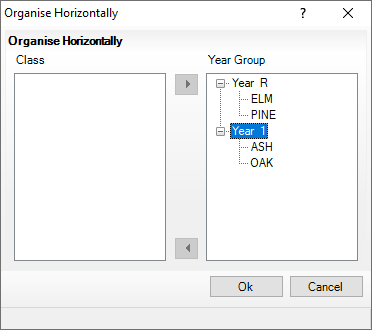 Organise Horizontally
?
Organise Horizontally
Class
Year Group
Year R
ELM
PINE
Year 1
ASH
OAK
Ok
Cancel